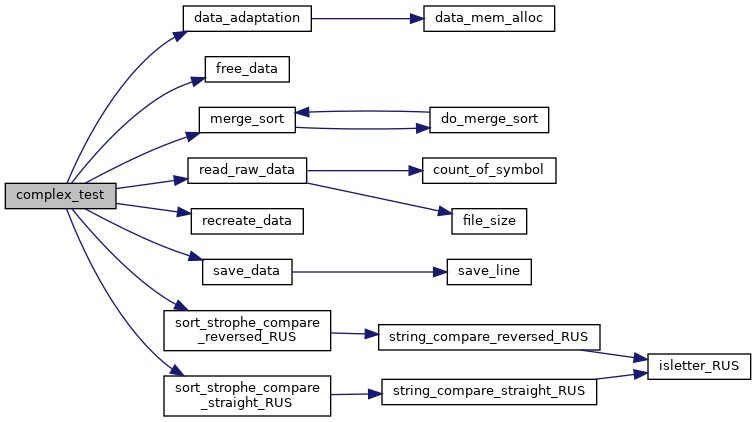 data_adaptation
data_mem_alloc
free_data
merge_sort
do_merge_sort
read_raw_data
count_of_symbol
complex_test
recreate_data
file_size
save_data
save_line
sort_strophe_compare
_reversed_RUS
string_compare_reversed_RUS
isletter_RUS
sort_strophe_compare
_straight_RUS
string_compare_straight_RUS